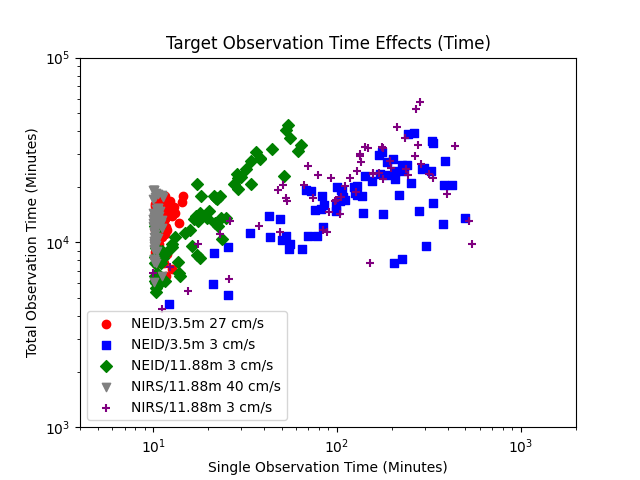 Target Observation Time Effects (Time)
Total Observation Time (Minutes)
10^5
10^4
10^3
NEID/3.5m 27 cm/s
NEID/3.5m 3 cm/s
NEID/11.88m 3 cm/s
NIRS/11.88m 40 cm/s
NIRS/11.88m 3 cm/s
10^1 10^2 10^3
Single Observation Time (Minutes)